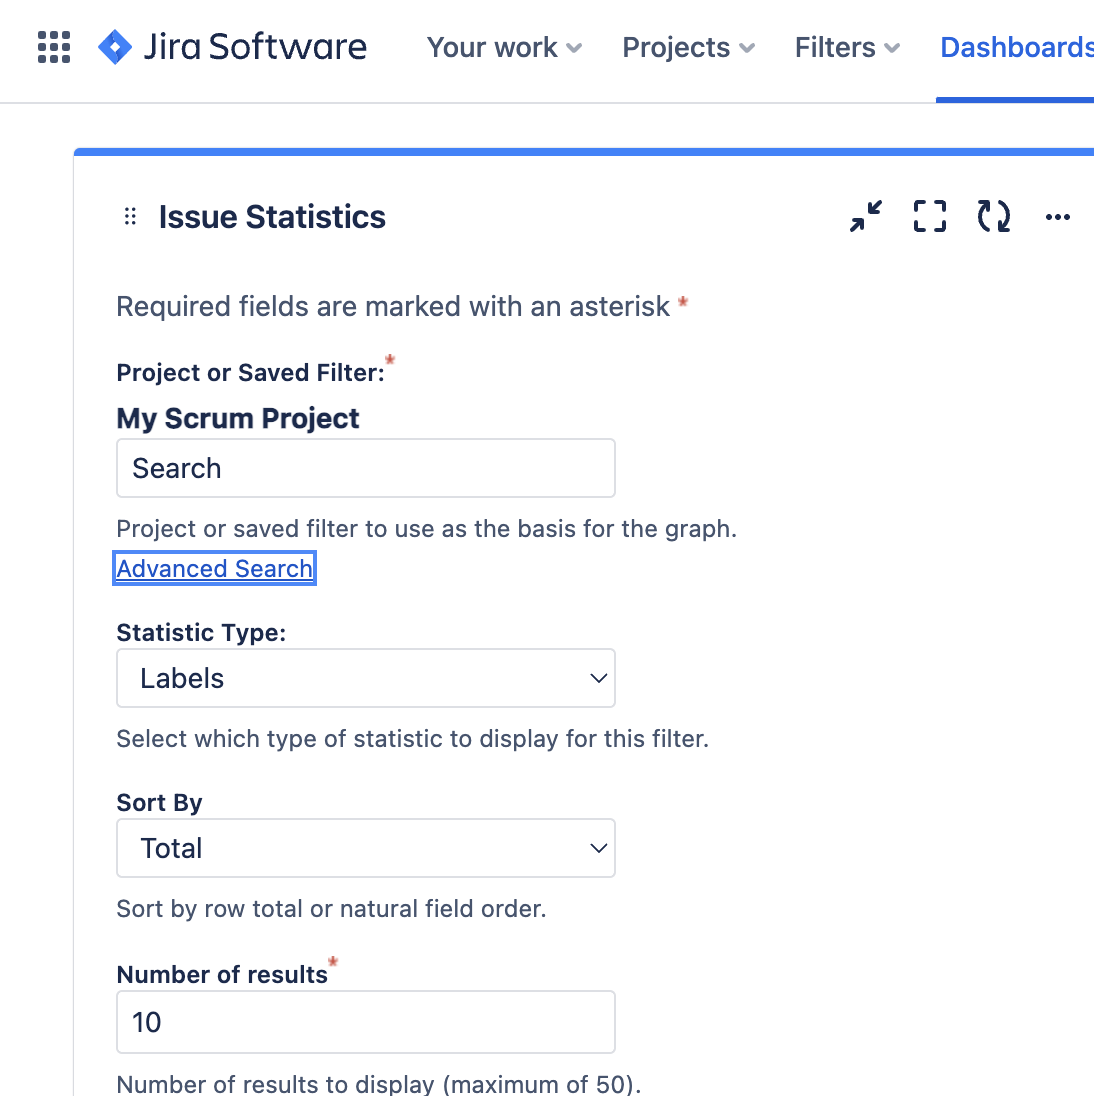 Jira Software Your work Projects Filters Dashboards
Issue Statistics
Required fields are marked with an asterisk *
Project or Saved Filter:*
My Scrum Project
Search
Project or saved filter to use as the basis for the graph.
Advanced Search
Statistic Type:
Labels
Select which type of statistic to display for this filter.
Sort By
Total
Sort by row total or natural field order.
Number of results*
10
Number of results to display (maximum of 50).